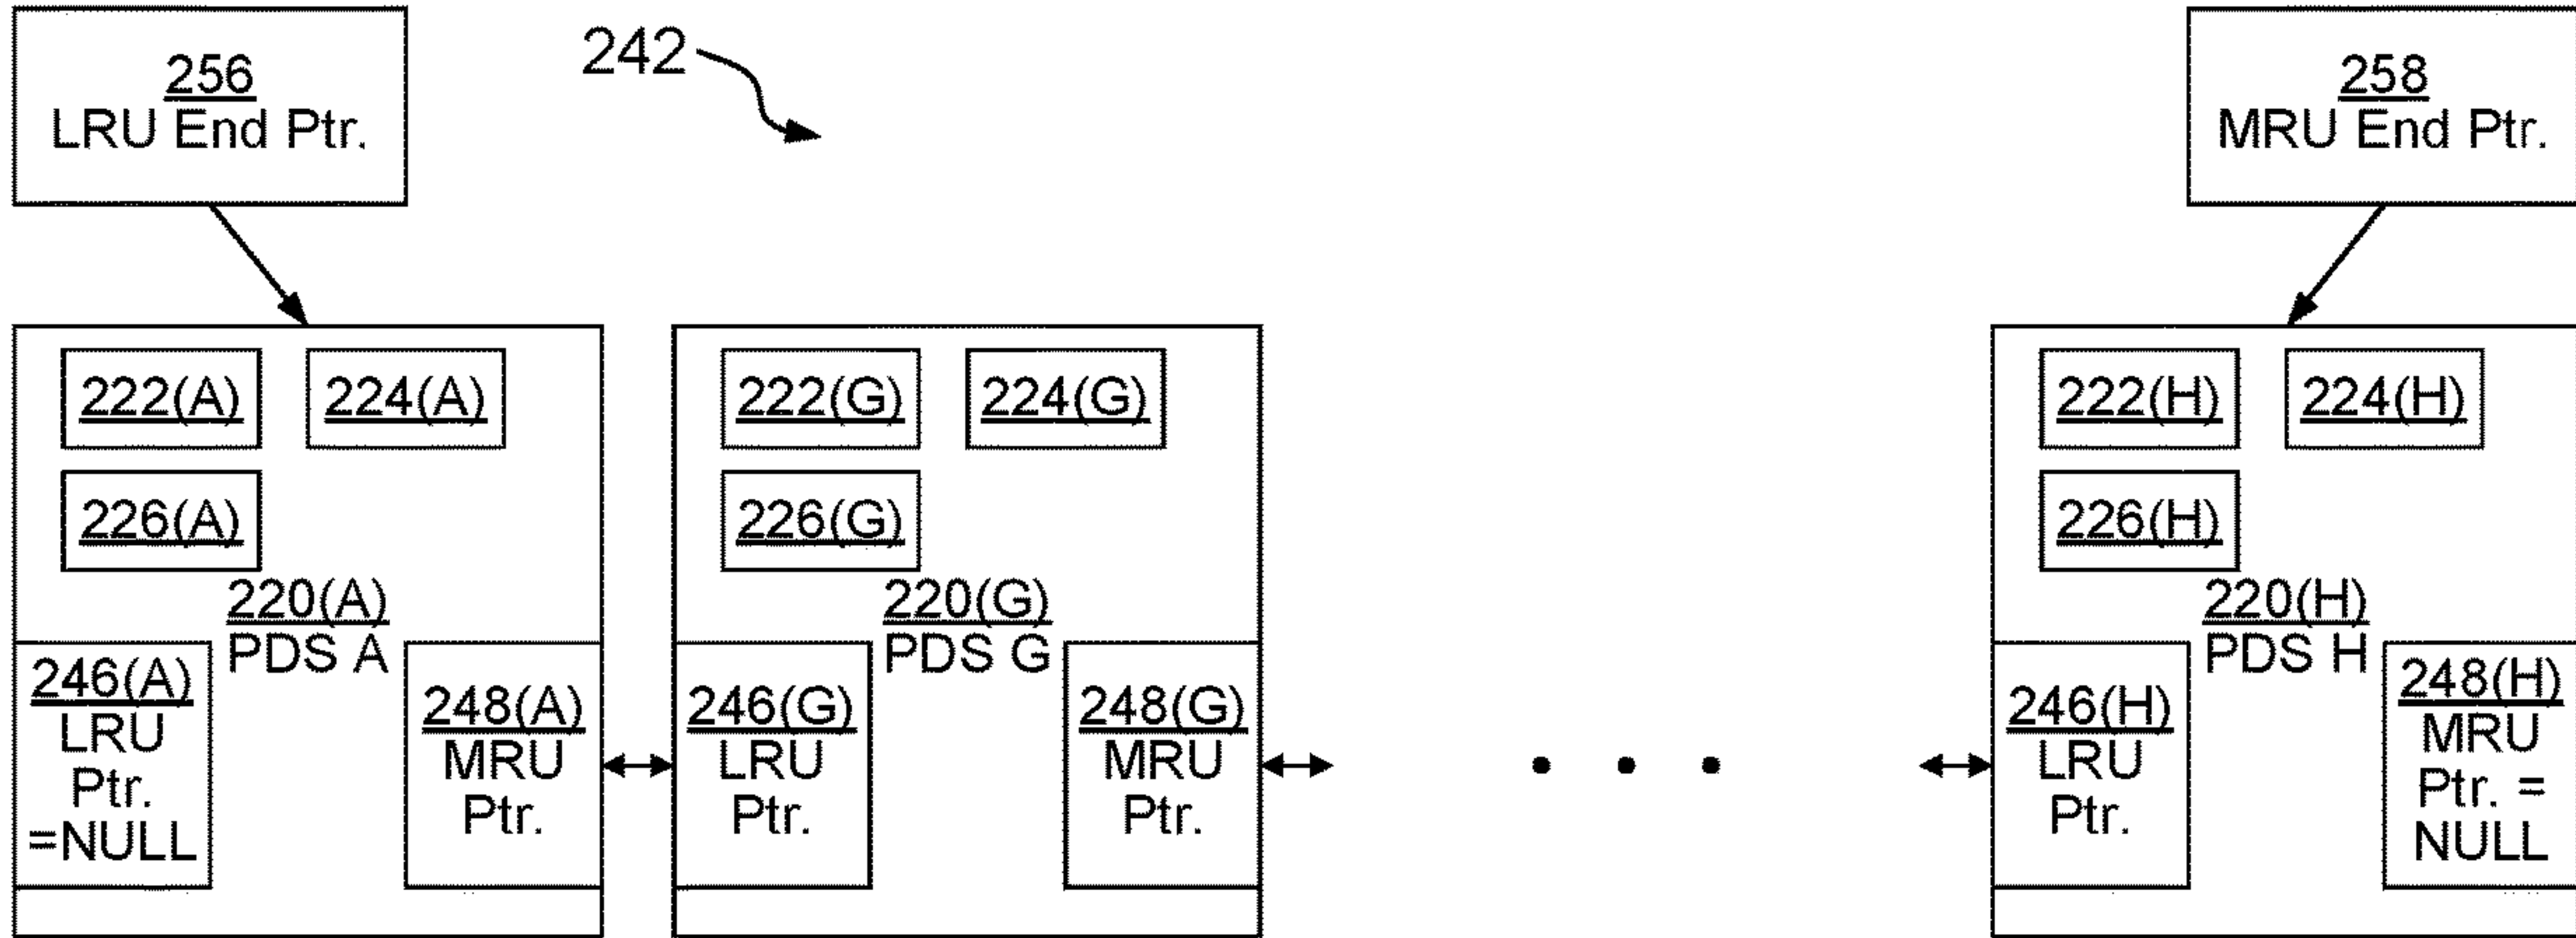 256
LRU End Ptr.
242
258
MRU End Ptr.
222(A)
224(A)
226(A)
220(A)
PDS A
246(A)
LRU
Ptr.
=NULL
248(A)
MRU
Ptr.
222(G)
224(G)
226(G)
220(G)
PDS G
246(G)
LRU
Ptr.
248(G)
MRU
Ptr.
222(H)
224(H)
226(H)
220(H)
PDS H
246(H)
LRU
Ptr.
248(H)
MRU
Ptr. =
NULL